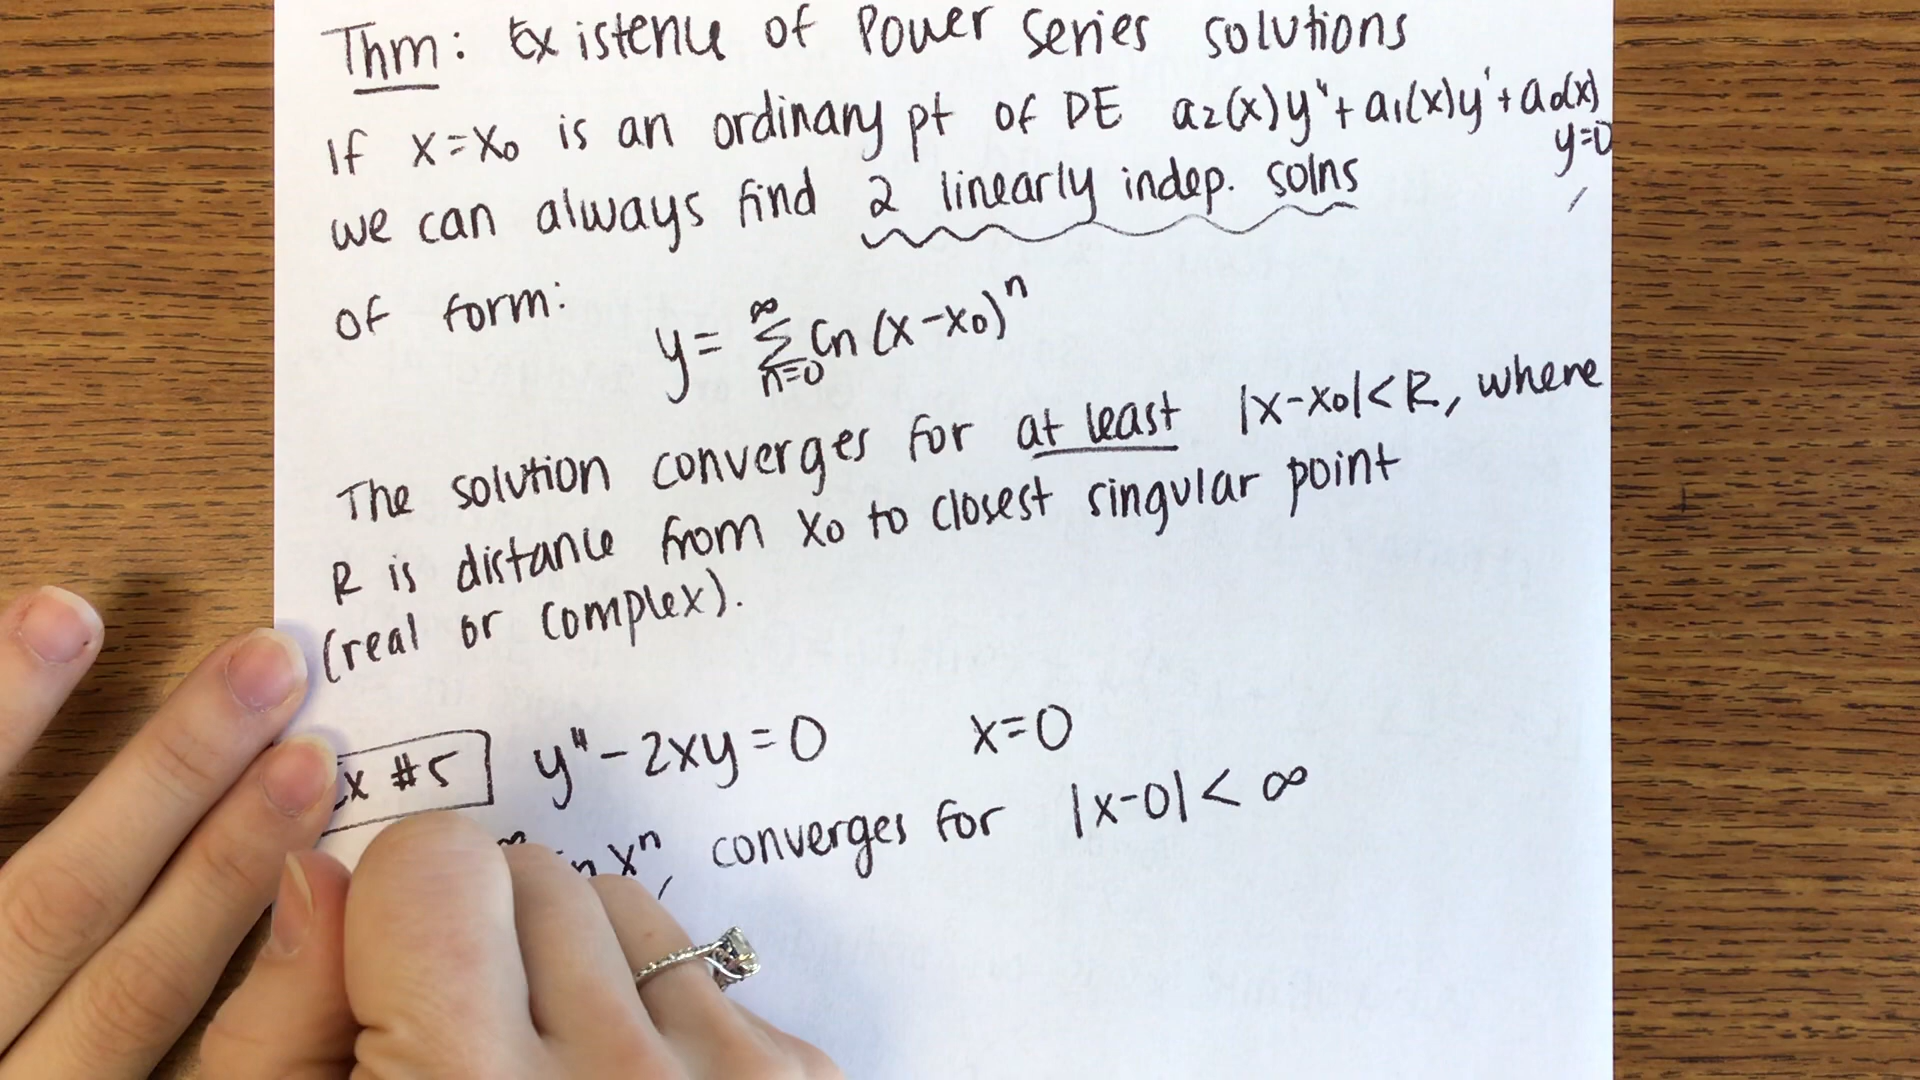 Thm: Existence of Power Series solutions
If x=x₀ is an ordinary pt of DE a₂(x)y"+a₁(x)y'+a₀(x)
y=0,
we can always find 2 linearly indep. solns
of form:
y= ∞ Σ n=0 Cn (x-x₀)ⁿ
The solution converges for at least |x-x₀|<R, where
R is distance from x₀ to closest singular point
(real or complex).
Ex #5 y"-2xy=0 x=0
xⁿ, converges for |x-0|< ∞